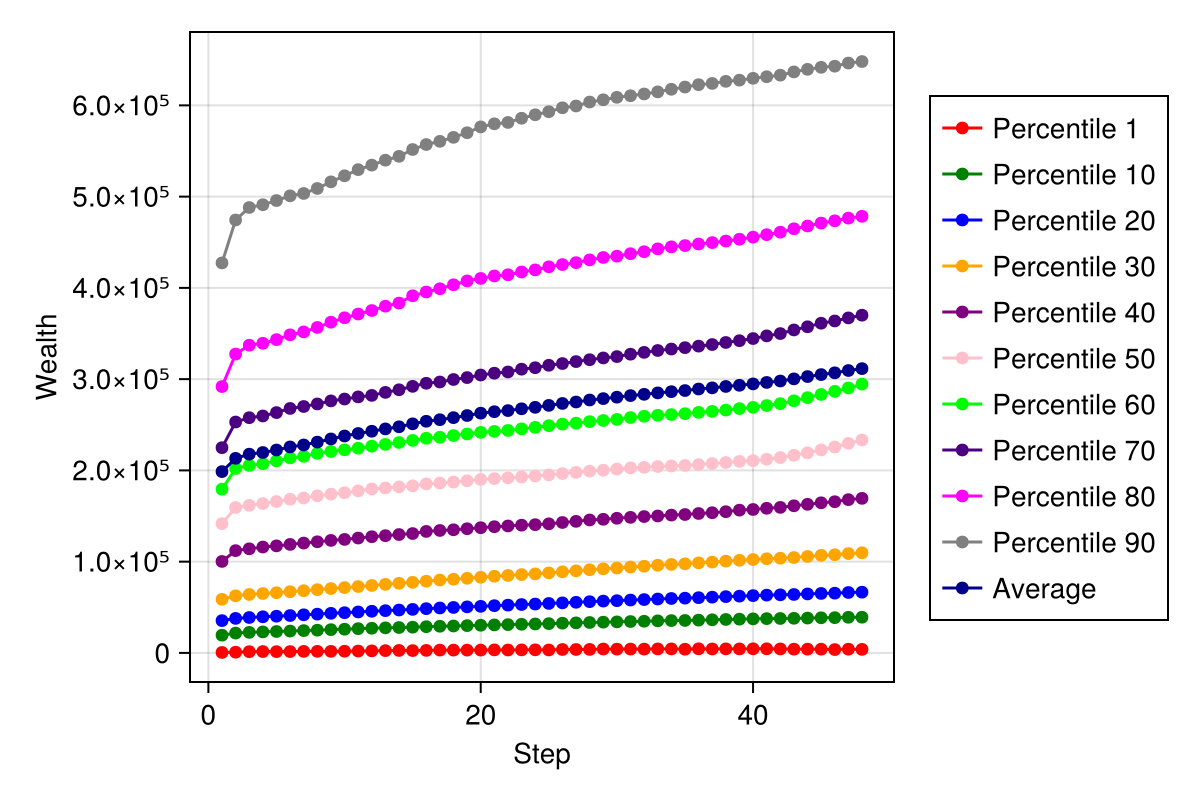 Wealth
6.0×10⁵
5.0×10⁵
4.0×10⁵
3.0×10⁵
2.0×10⁵
1.0×10⁵
0
0 20 40
Step
Percentile 1
Percentile 10
Percentile 20
Percentile 30
Percentile 40
Percentile 50
Percentile 60
Percentile 70
Percentile 80
Percentile 90
Average